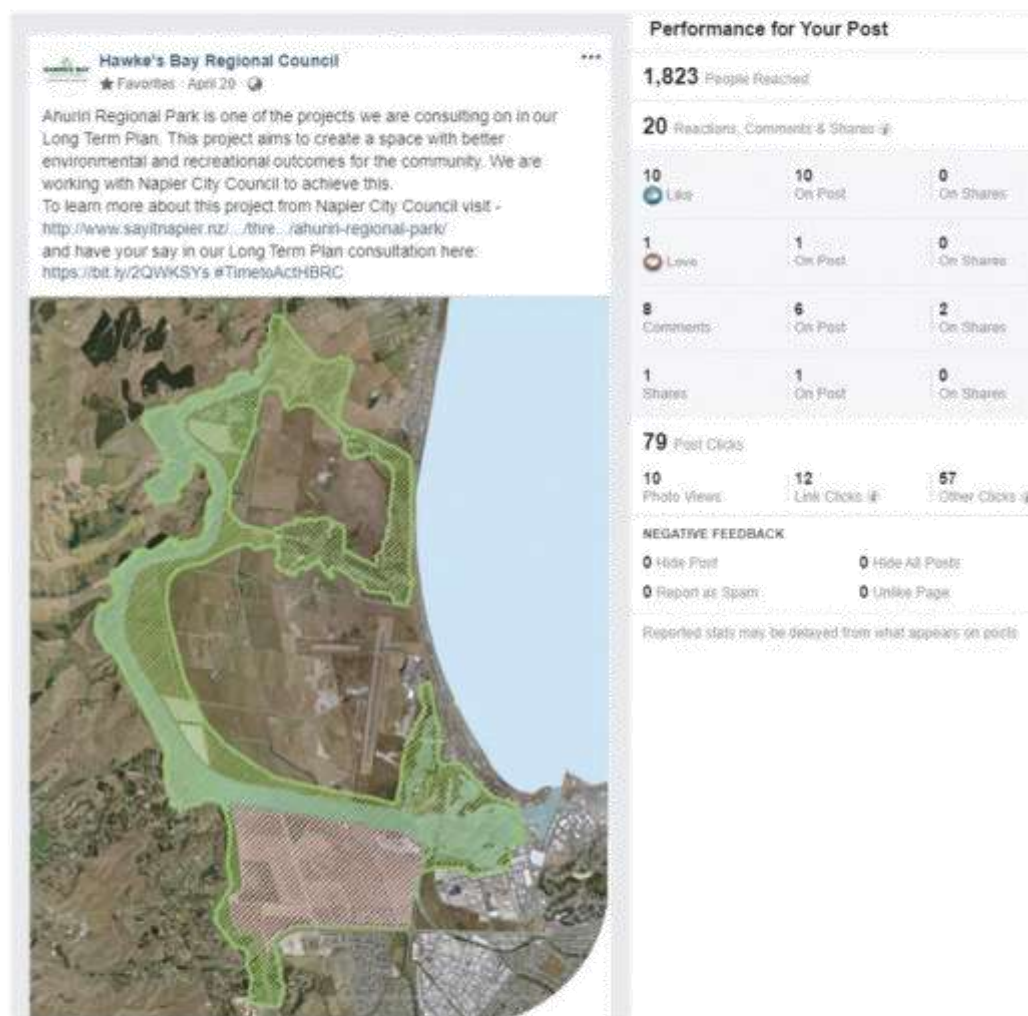 Hawke's Bay Regional Council
Favorites · April 20
Ahuriri Regional Park is one of the projects we are consulting on in our
Long Term Plan. This project aims to create a space with better
environmental and recreational outcomes for the community. We are
working with Napier City Council to achieve this.
To learn more about this project from Napier City Council visit -
http://www.sayitnapier.nz/.../thre.../ahuriri-regional-park/
and have your say in our Long Term Plan consultation here:
https://bit.ly/2QWKSYs #TimetoActHBRC
Performance for Your Post
1,823 People Reached
20 Reactions, Comments & Shares
10 10 0
Like On Post On Shares
1 1 0
Love On Post On Shares
8 6 2
Comments On Post On Shares
1 1 0
Shares On Post On Shares
79 Post Clicks
10 12 57
Photo Views Link Clicks Other Clicks
NEGATIVE FEEDBACK
0 Hide Post 0 Hide All Posts
0 Report as Spam 0 Unlike Page
Reported stats may be delayed from what appears on posts